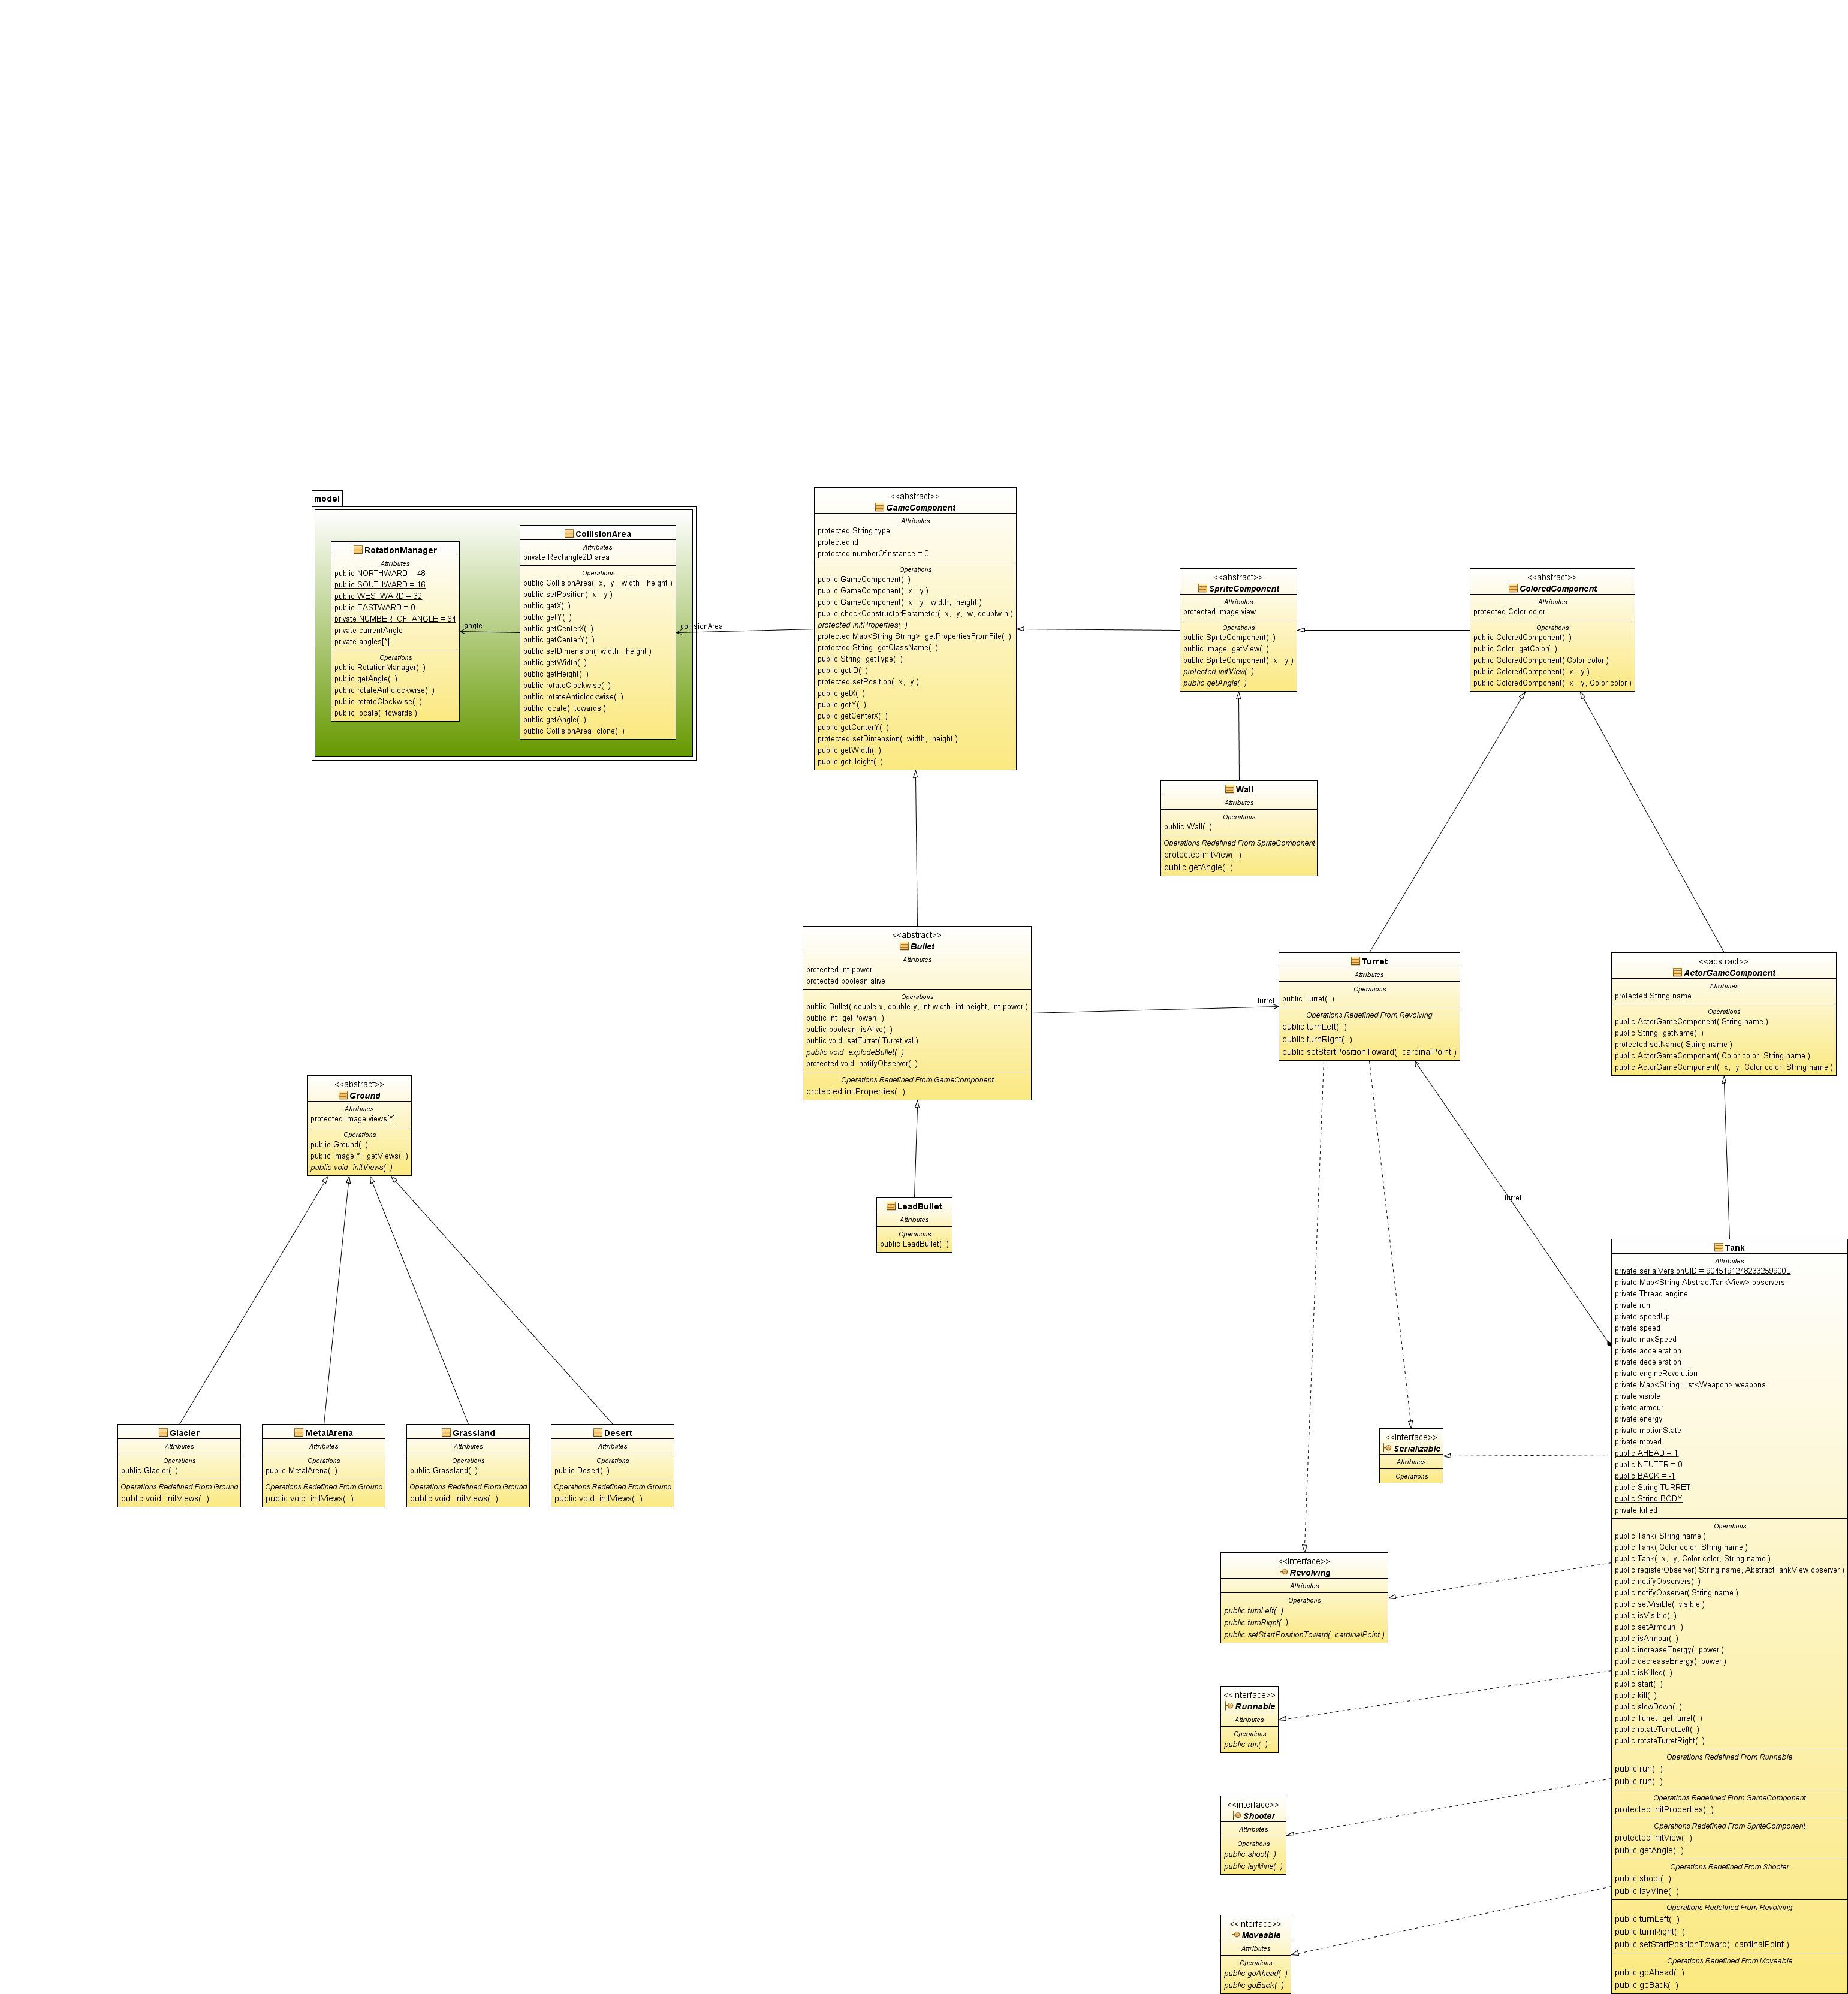 model
RotationManager
Attributes
public NORTHWARD = 48
public SOUTHWARD = 16
public WESTWARD = 32
public EASTWARD = 0
private NUMBER_OF_ANGLE = 64
private currentAngle
private angles[*]
Operations
public RotationManager(  )
public getAngle(  )
public rotateAnticlockwise(  )
public rotateClockwise(  )
public locate(  towards )
angle
CollisionArea
Attributes
private Rectangle2D area
Operations
public CollisionArea(  x,  y,  width,  height )
public setPosition(  x,  y )
public getX(  )
public getY(  )
public getCenterX(  )
public getCenterY(  )
public setDimension(  width,  height )
public getWidth(  )
public getHeight(  )
public rotateClockwise(  )
public rotateAnticlockwise(  )
public locate(  towards )
public getAngle(  )
public CollisionArea  clone(  )
collisionArea
<<abstract>>
GameComponent
Attributes
protected String type
protected id
protected numberOfInstance = 0
Operations
public GameComponent(  )
public GameComponent(  x,  y )
public GameComponent(  x,  y,  width,  height )
public checkConstructorParameter(  x,  y,  w, doublw h )
protected initProperties(  )
protected Map<String,String>  getPropertiesFromFile(  )
protected String  getClassName(  )
public String  getType(  )
public getID(  )
protected setPosition(  x,  y )
public getX(  )
public getY(  )
public getCenterX(  )
public getCenterY(  )
protected setDimension(  width,  height )
public getWidth(  )
public getHeight(  )
<<abstract>>
SpriteComponent
Attributes
protected Image view
Operations
public SpriteComponent(  )
public Image  getView(  )
public SpriteComponent(  x,  y )
protected initView(  )
public getAngle(  )
<<abstract>>
ColoredComponent
Attributes
protected Color color
Operations
public ColoredComponent(  )
public Color  getColor(  )
public ColoredComponent( Color color )
public ColoredComponent(  x,  y )
public ColoredComponent(  x,  y, Color color )
Wall
Attributes
Operations
public Wall(  )
Operations Redefined From SpriteComponent
protected initView(  )
public getAngle(  )
<<abstract>>
Bullet
Attributes
protected int power
protected boolean alive
Operations
public Bullet( double x, double y, int width, int height, int power )
public int  getPower(  )
public boolean  isAlive(  )
public void  setTurret( Turret val )
public void  explodeBullet(  )
protected void  notifyObserver(  )
Operations Redefined From GameComponent
protected initProperties(  )
turret
Turret
Attributes
Operations
public Turret(  )
Operations Redefined From Revolving
public turnLeft(  )
public turnRight(  )
public setStartPositionToward(  cardinalPoint )
<<abstract>>
ActorGameComponent
Attributes
protected String name
Operations
public ActorGameComponent( String name )
public String  getName(  )
protected setName( String name )
public ActorGameComponent( Color color, String name )
public ActorGameComponent(  x,  y, Color color, String name )
<<abstract>>
Ground
Attributes
protected Image views[*]
Operations
public Ground(  )
public Image[*]  getViews(  )
public void  initViews(  )
LeadBullet
Attributes
Operations
public LeadBullet(  )
turret
Glacier
Attributes
Operations
public Glacier(  )
Operations Redefined From Ground
public void  initViews(  )
MetalArena
Attributes
Operations
public MetalArena(  )
Operations Redefined From Ground
public void  initViews(  )
Grassland
Attributes
Operations
public Grassland(  )
Operations Redefined From Ground
public void  initViews(  )
Desert
Attributes
Operations
public Desert(  )
Operations Redefined From Ground
public void  initViews(  )
<<interface>>
Serializable
Attributes
Operations
<<interface>>
Revolving
Attributes
Operations
public turnLeft(  )
public turnRight(  )
public setStartPositionToward(  cardinalPoint )
<<interface>>
Runnable
Attributes
Operations
public run(  )
<<interface>>
Shooter
Attributes
Operations
public shoot(  )
public layMine(  )
<<interface>>
Moveable
Attributes
Operations
public goAhead(  )
public goBack(  )
Tank
Attributes
private serialVersionUID = 9045191248233259900L
private Map<String,AbstractTankView> observers
private Thread engine
private run
private speedUp
private speed
private maxSpeed
private acceleration
private deceleration
private engineRevolution
private Map<String,List<Weapon> weapons
private visible
private armour
private energy
private motionState
private moved
public AHEAD = 1
public NEUTER = 0
public BACK = -1
public String TURRET
public String BODY
private killed
Operations
public Tank( String name )
public Tank( Color color, String name )
public Tank(  x,  y, Color color, String name )
public registerObserver( String name, AbstractTankView observer )
public notifyObservers(  )
public notifyObserver( String name )
public setVisible(  visible )
public isVisible(  )
public setArmour(  )
public isArmour(  )
public increaseEnergy(  power )
public decreaseEnergy(  power )
public isKilled(  )
public start(  )
public kill(  )
public slowDown(  )
public Turret  getTurret(  )
public rotateTurretLeft(  )
public rotateTurretRight(  )
Operations Redefined From Runnable
public run(  )
public run(  )
Operations Redefined From GameComponent
protected initProperties(  )
Operations Redefined From SpriteComponent
protected initView(  )
public getAngle(  )
Operations Redefined From Shooter
public shoot(  )
public layMine(  )
Operations Redefined From Revolving
public turnLeft(  )
public turnRight(  )
public setStartPositionToward(  cardinalPoint )
Operations Redefined From Moveable
public goAhead(  )
public goBack(  )